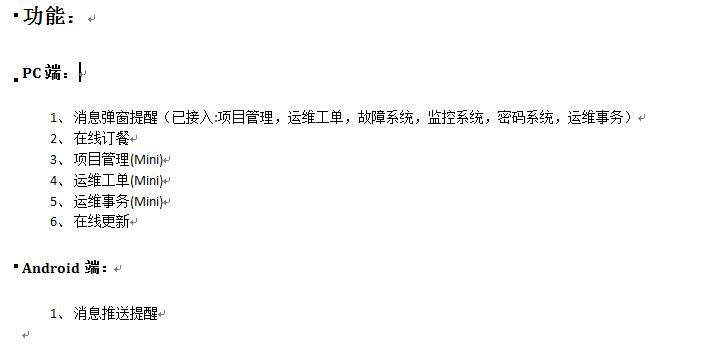 功能：
PC 端：
1、 消息弹窗提醒（已接入:项目管理，运维工单，故障系统，监控系统，密码系统，运维事务）
2、 在线订餐
3、 项目管理(Mini)
4、 运维工单(Mini)
5、 运维事务(Mini)
6、 在线更新
Android 端：
1、 消息推送提醒